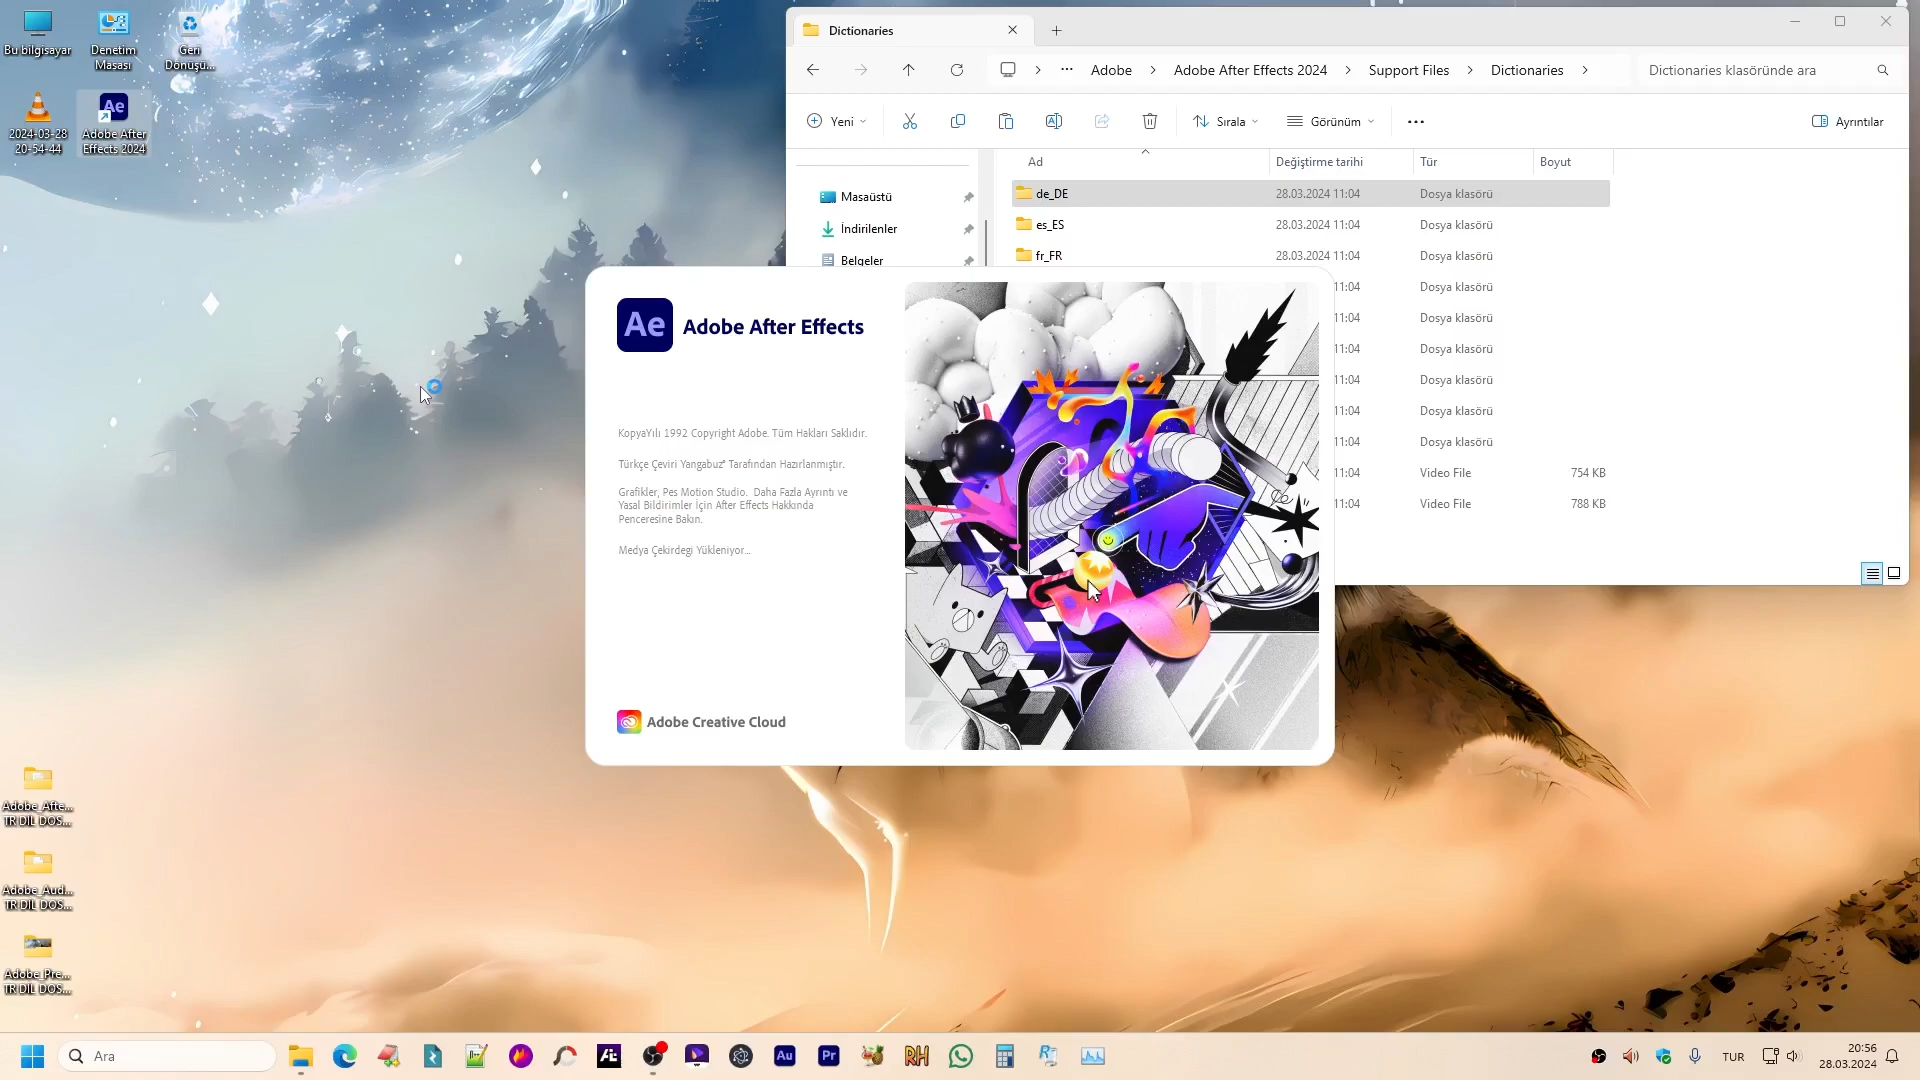 Bu bilgisayar
Denetim
Masası
Geri
Dönüşü...
2024-03-28
20-54-44
Ae
Adobe After
Effects 2024
Adobe_Afte...
TR DİL DOS...
Adobe_Aud...
TR DİL DOS...
Adobe_Pre...
TR DİL DOS...
Dictionaries
Adobe
Adobe After Effects 2024
Support Files
Dictionaries
Dictionaries klasöründe ara
Yeni
Sırala
Görünüm
Ayrıntılar
Masaüstü
İndirilenler
Belgeler
Ad
Değiştirme tarihi
Tür
Boyut
de_DE
28.03.2024 11:04
Dosya klasörü
es_ES
28.03.2024 11:04
Dosya klasörü
fr_FR
28.03.2024 11:04
Dosya klasörü
11:04
Dosya klasörü
11:04
Dosya klasörü
11:04
Dosya klasörü
11:04
Dosya klasörü
11:04
Dosya klasörü
11:04
Dosya klasörü
11:04
Video File
754 KB
11:04
Video File
788 KB
Ae
Adobe After Effects
KopyaYılı 1992 Copyright Adobe. Tüm Hakları Saklıdır.
Türkçe Çeviri Yangabuz* Tarafından Hazırlanmıştır.
Grafikler, Pes Motion Studio. Daha Fazla Ayrıntı ve
Yasal Bildirimler İçin After Effects Hakkında
Penceresine Bakın.
Medya Çekirdegi Yükleniyor...
Adobe Creative Cloud
Ara
Au
Pr
RH
TUR
20:56
28.03.2024